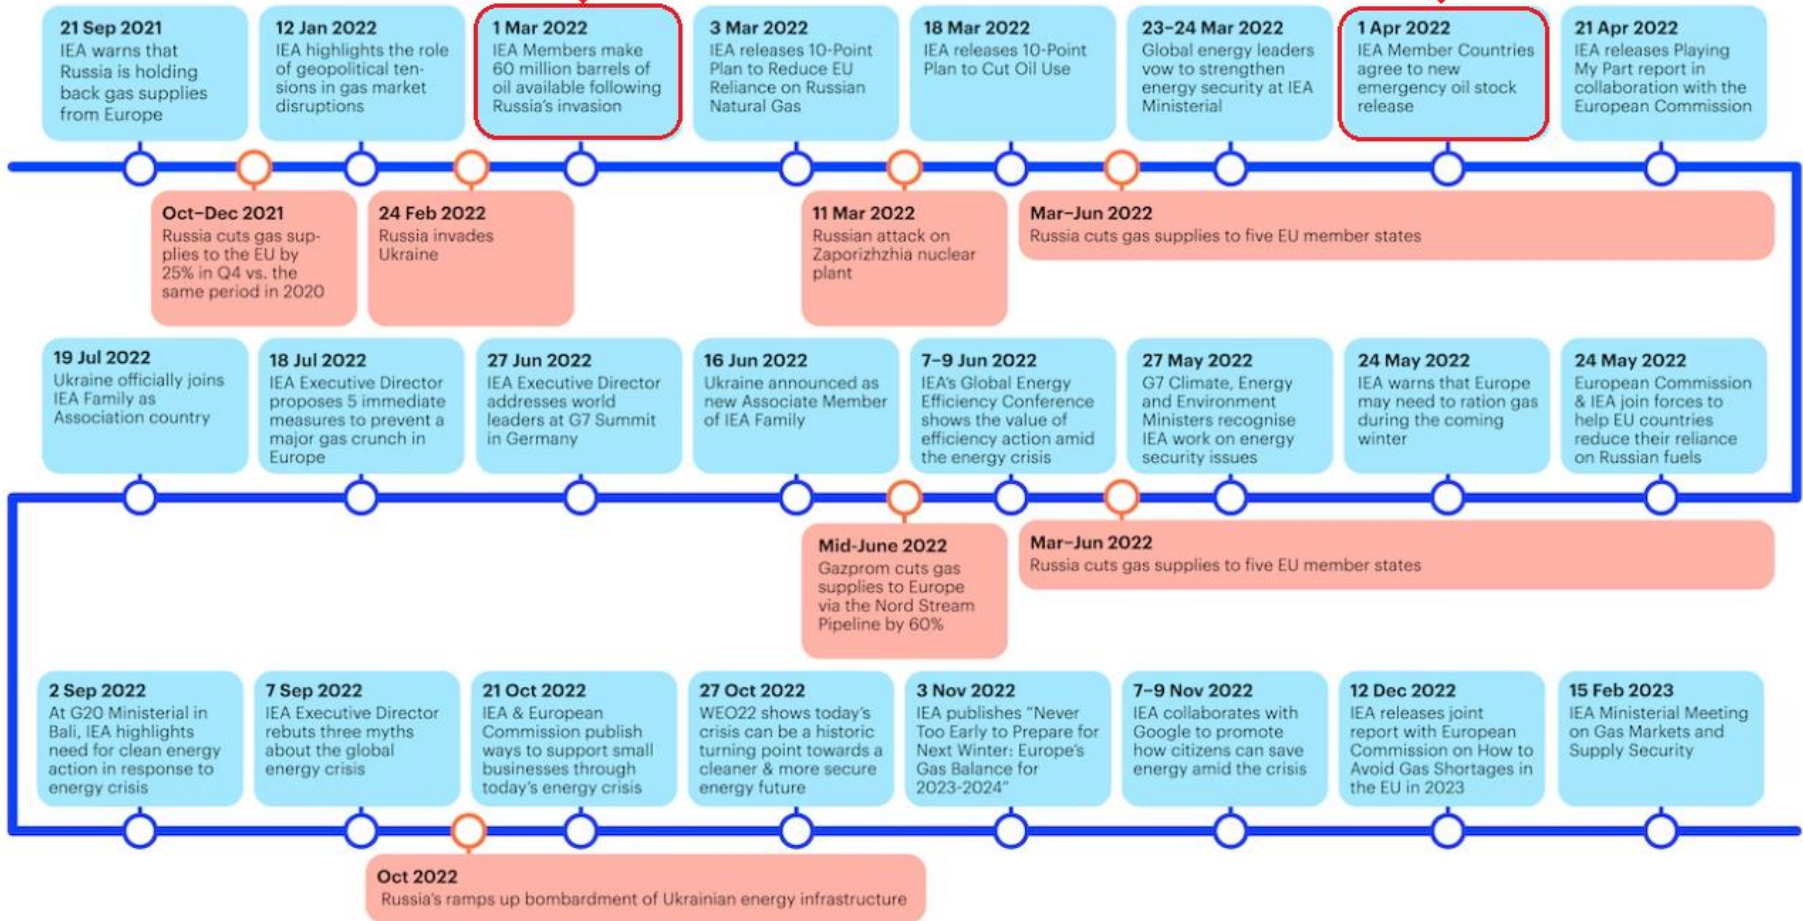 21 Sep 2021
IEA warns that
Russia is holding
back gas supplies
from Europe
12 Jan 2022
IEA highlights the role
of geopolitical ten-
sions in gas market
disruptions
1 Mar 2022
IEA Members make
60 million barrels of
oil available following
Russia's invasion
3 Mar 2022
IEA releases 10-Point
Plan to Reduce EU
Reliance on Russian
Natural Gas
18 Mar 2022
IEA releases 10-Point
Plan to Cut Oil Use
23–24 Mar 2022
Global energy leaders
vow to strengthen
energy security at IEA
Ministerial
1 Apr 2022
IEA Member Countries
agree to new
emergency oil stock
release
21 Apr 2022
IEA releases Playing
My Part report in
collaboration with the
European Commission
Oct–Dec 2021
Russia cuts gas sup-
plies to the EU by
25% in Q4 vs. the
same period in 2020
24 Feb 2022
Russia invades
Ukraine
11 Mar 2022
Russian attack on
Zaporizhzhia nuclear
plant
Mar–Jun 2022
Russia cuts gas supplies to five EU member states
19 Jul 2022
Ukraine officially joins
IEA Family as
Association country
18 Jul 2022
IEA Executive Director
proposes 5 immediate
measures to prevent a
major gas crunch in
Europe
27 Jun 2022
IEA Executive Director
addresses world
leaders at G7 Summit
in Germany
16 Jun 2022
Ukraine announced as
new Associate Member
of IEA Family
7–9 Jun 2022
IEA's Global Energy
Efficiency Conference
shows the value of
efficiency action amid
the energy crisis
27 May 2022
G7 Climate, Energy
and Environment
Ministers recognise
IEA work on energy
security issues
24 May 2022
IEA warns that Europe
may need to ration gas
during the coming
winter
24 May 2022
European Commission
& IEA join forces to
help EU countries
reduce their reliance
on Russian fuels
Mid-June 2022
Gazprom cuts gas
supplies to Europe
via the Nord Stream
Pipeline by 60%
Mar–Jun 2022
Russia cuts gas supplies to five EU member states
2 Sep 2022
At G20 Ministerial in
Bali, IEA highlights
need for clean energy
action in response to
energy crisis
7 Sep 2022
IEA Executive Director
rebuts three myths
about the global
energy crisis
21 Oct 2022
IEA & European
Commission publish
ways to support small
businesses through
today's energy crisis
27 Oct 2022
WEO22 shows today's
crisis can be a historic
turning point towards a
cleaner & more secure
energy future
3 Nov 2022
IEA publishes "Never
Too Early to Prepare for
Next Winter: Europe's
Gas Balance for
2023-2024"
7–9 Nov 2022
IEA collaborates with
Google to promote
how citizens can save
energy amid the crisis
12 Dec 2022
IEA releases joint
report with European
Commission on How to
Avoid Gas Shortages in
the EU in 2023
15 Feb 2023
IEA Ministerial Meeting
on Gas Markets and
Supply Security
Oct 2022
Russia's ramps up bombardment of Ukrainian energy infrastructure